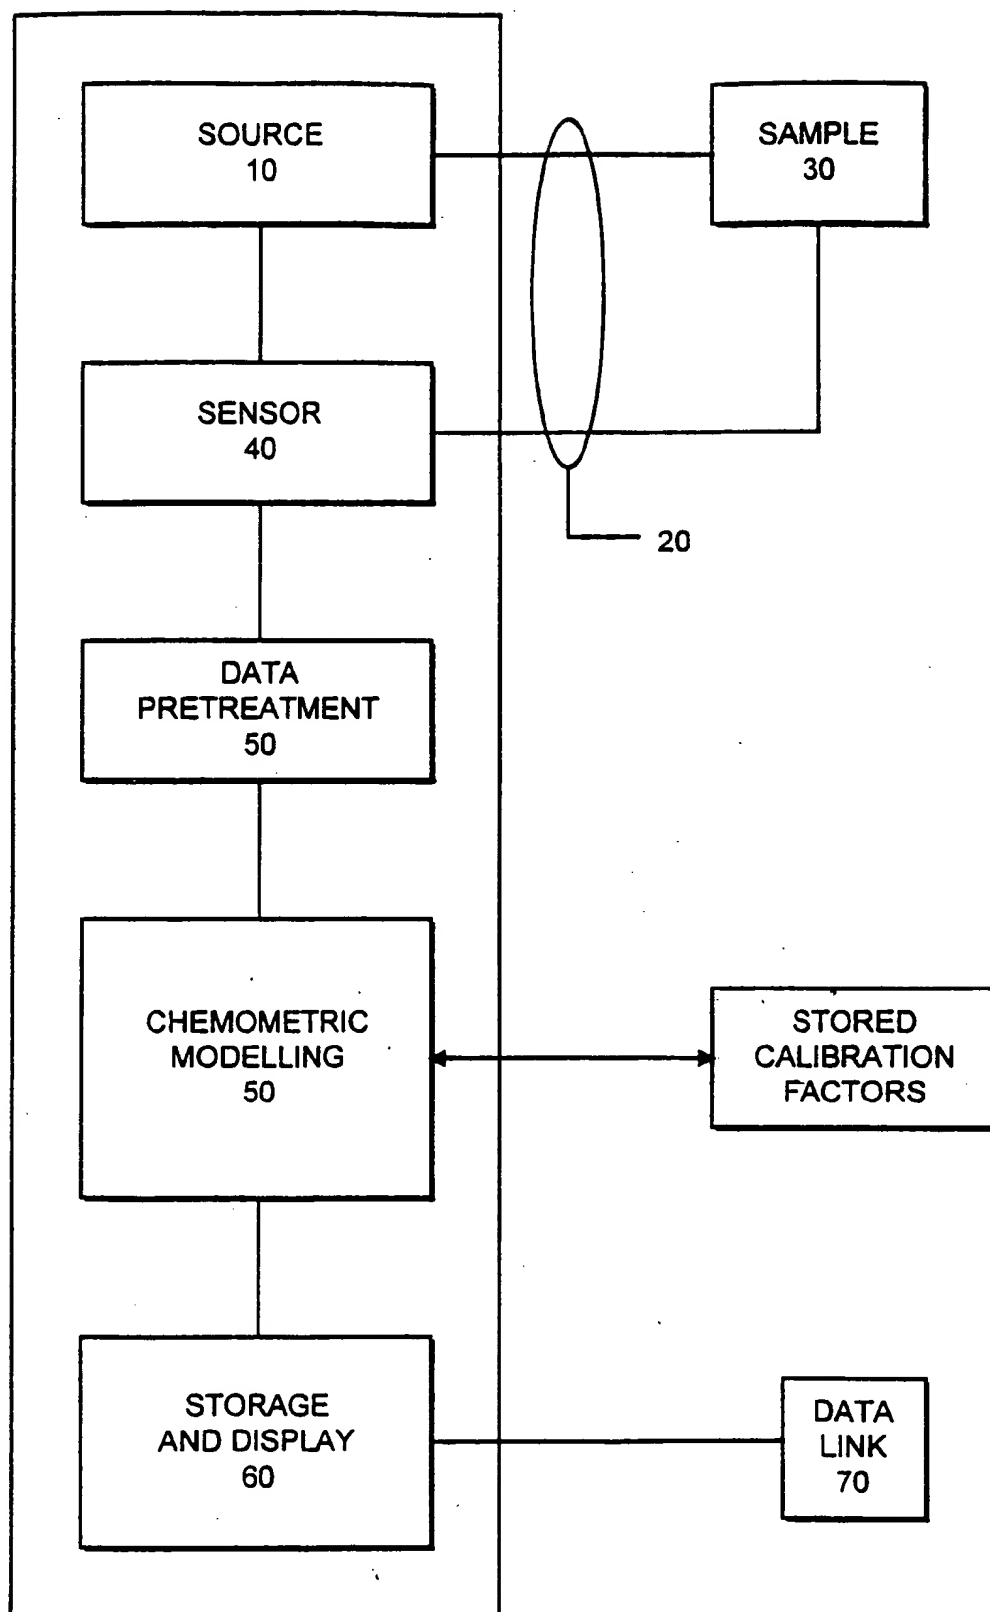 SOURCE
10
SAMPLE
30
SENSOR
40
20
DATA
PRETREATMENT
50
CHEMOMETRIC
MODELLING
50
STORED
CALIBRATION
FACTORS
STORAGE
AND DISPLAY
60
DATA
LINK
70